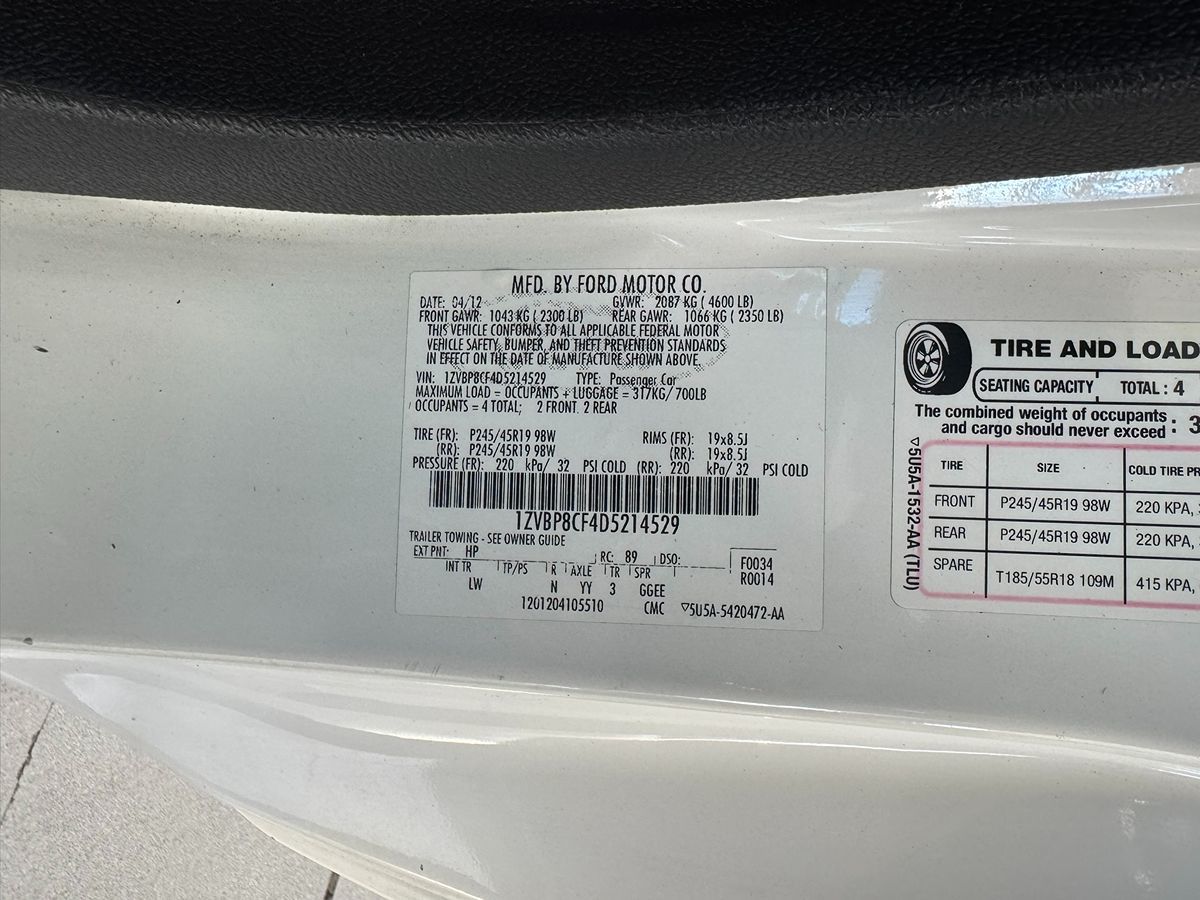 MFD. BY FORD MOTOR CO.
DATE: 04/12 GVWR: 2087 KG ( 4600 LB)
FRONT GAWR: 1043 KG ( 2300 LB) REAR GAWR: 1066 KG ( 2350 LB)
THIS VEHICLE CONFORMS TO ALL APPLICABLE FEDERAL MOTOR
VEHICLE SAFETY, BUMPER, AND THEFT PREVENTION STANDARDS
IN EFFECT ON THE DATE OF MANUFACTURE SHOWN ABOVE.
VIN: 1ZVBP8CF4D5214529 TYPE: Passenger Car
MAXIMUM LOAD = OCCUPANTS + LUGGAGE = 317KG/ 700LB
OCCUPANTS = 4 TOTAL; 2 FRONT 2 REAR
TIRE (FR): P245/45R19 98W RIMS (FR): 19x8.5J
(RR): P245/45R19 98W (RR): 19x8.5J
PRESSURE (FR): 220 kPa/ 32 PSI COLD (RR): 220 kPa/ 32 PSI COLD
1ZVBP8CF4D5214529
TRAILER TOWING - SEE OWNER GUIDE
EXT PNT: HP RC: 89 DSO: F0034
INT TR TP/PS R AXLE TR SPR R0014
LW N YY 3 GGEE
1201204105510 CMC ▽5U5A-5420472-AA
TIRE AND LOAD
SEATING CAPACITY TOTAL : 4
The combined weight of occupants
and cargo should never exceed : 3
▽5U5A-1532-AA (TLU)
TIRE SIZE COLD TIRE PR
FRONT P245/45R19 98W 220 KPA,
REAR P245/45R19 98W 220 KPA,
SPARE T185/55R18 109M 415 KPA,